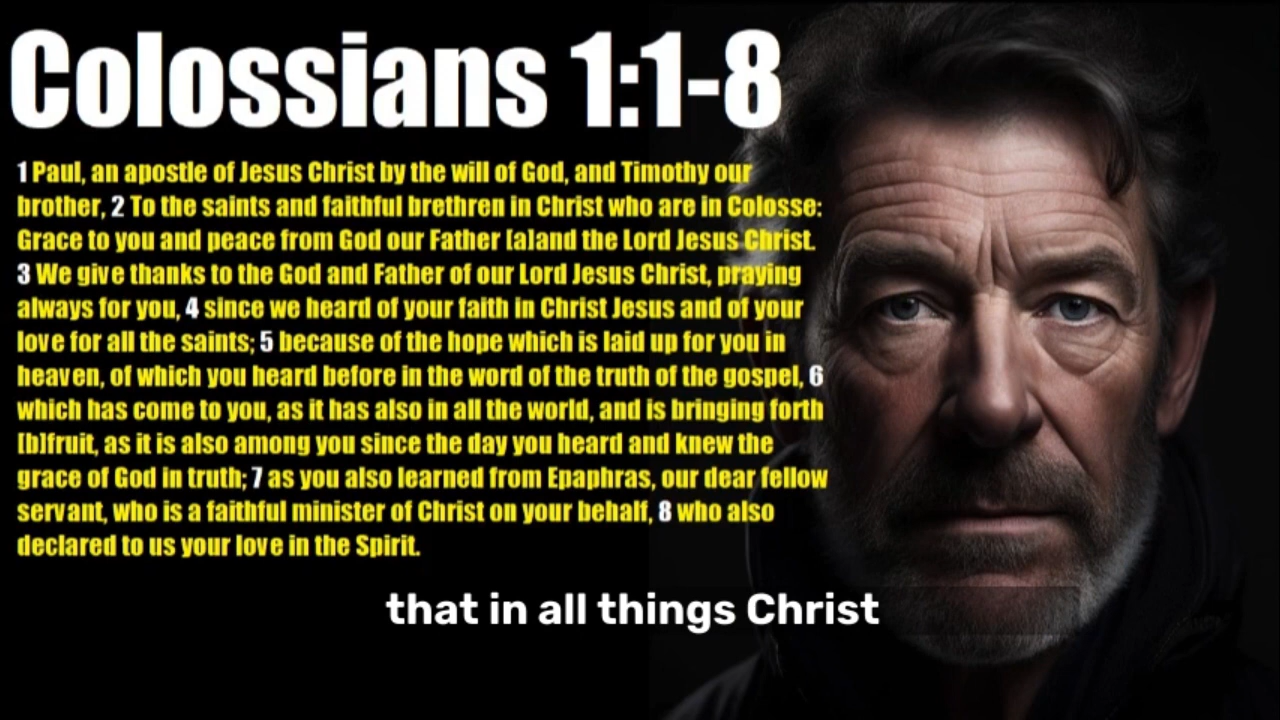 Colossians 1:1-8
1 Paul, an apostle of Jesus Christ by the will of God, and Timothy our
brother, 2 To the saints and faithful brethren in Christ who are in Colosse:
Grace to you and peace from God our Father [a]and the Lord Jesus Christ.
3 We give thanks to the God and Father of our Lord Jesus Christ, praying
always for you, 4 since we heard of your faith in Christ Jesus and of your
love for all the saints; 5 because of the hope which is laid up for you in
heaven, of which you heard before in the word of the truth of the gospel, 6
which has come to you, as it has also in all the world, and is bringing forth
[b]fruit, as it is also among you since the day you heard and knew the
grace of God in truth; 7 as you also learned from Epaphras, our dear fellow
servant, who is a faithful minister of Christ on your behalf, 8 who also
declared to us your love in the Spirit.
that in all things Christ